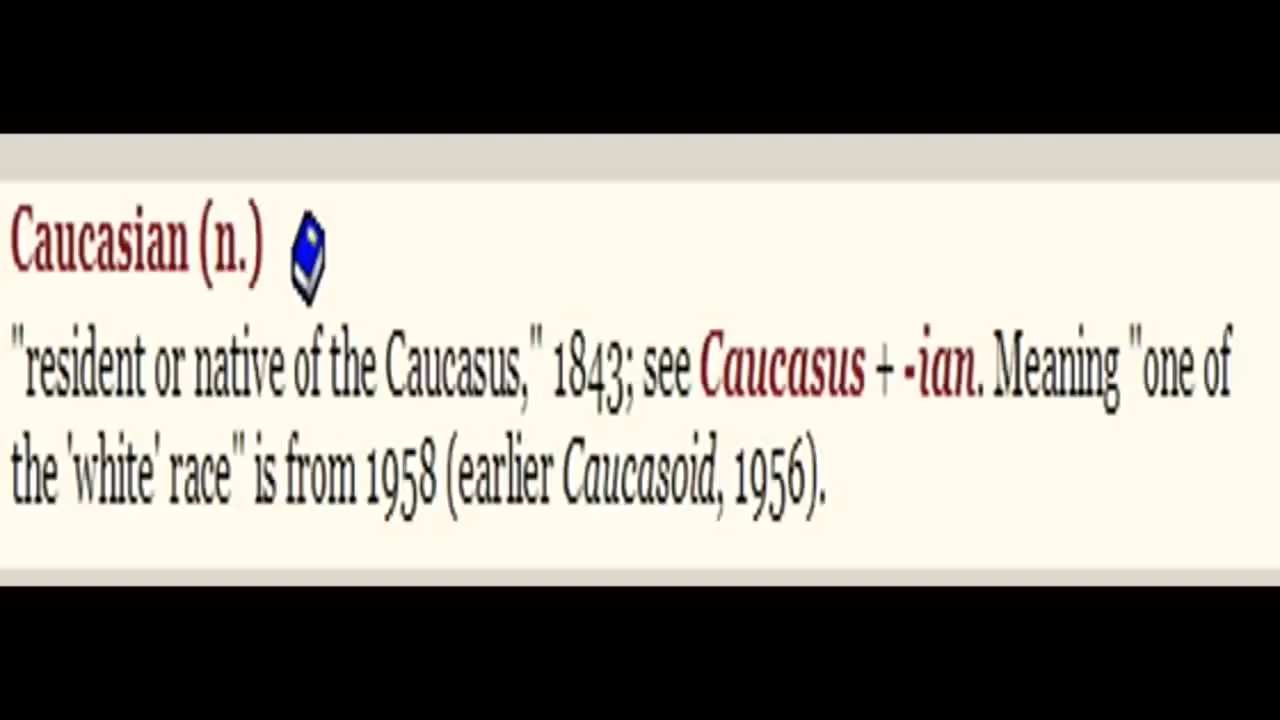 Caucasian (n.)
"resident or native of the Caucasus," 1843; see Caucasus + -ian. Meaning "one of
the 'white' race" is from 1958 (earlier Caucasoid, 1956).